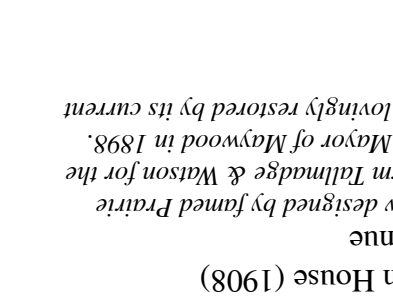 House (1908)
nue
designed by famed Prairie
Tallmadge & Watson for the
Mayor of Maywood in 1898.
lovingly restored by its current